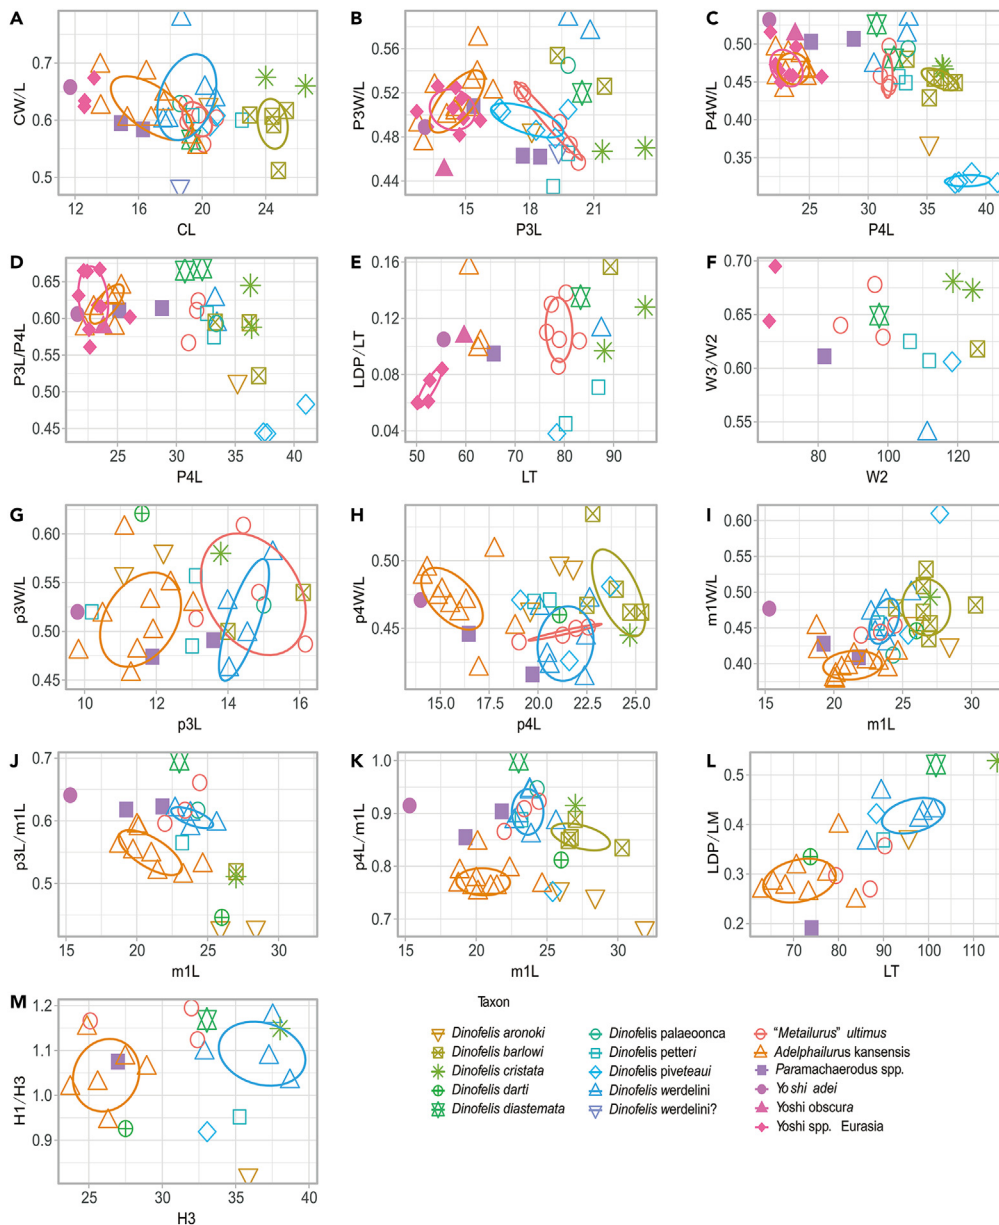 A
CW/L
0.7
0.6
0.5
12
16
20
24
CL
B
P3W/L
0.56
0.52
0.48
0.44
15
18
21
P3L
C
P4W/L
0.50
0.45
0.40
0.35
25
30
35
40
P4L
D
P3L/P4L
0.65
0.60
0.55
0.50
0.45
25
30
35
40
P4L
E
LDP/LT
0.16
0.12
0.08
0.04
50
60
70
80
90
LT
F
W3/W2
0.70
0.65
0.60
0.55
80
100
120
W2
G
p3W/L
0.60
0.55
0.50
0.45
10
12
14
16
p3L
H
p4W/L
0.50
0.45
15.0
17.5
20.0
22.5
25.0
p4L
I
m1W/L
0.60
0.55
0.50
0.45
0.40
15
20
25
30
m1L
J
p3L/m1L
0.7
0.6
0.5
15
20
25
30
m1L
K
p4L/m1L
1.0
0.9
0.8
0.7
15
20
25
30
m1L
L
LDP/LM
0.5
0.4
0.3
0.2
70
80
90
100
110
LT
M
H1/H3
1.2
1.1
1.0
0.9
25
30
35
40
H3
Taxon
Dinofelis aronoki
Dinofelis barlowi
Dinofelis cristata
Dinofelis darti
Dinofelis diastemata
Dinofelis palaeoonca
Dinofelis petteri
Dinofelis piveteaui
Dinofelis werdelini
Dinofelis werdelini?
"Metailurus" ultimus
Adelphailurus kansensis
Paramachaerodus spp.
Yoshi adei
Yoshi obscura
Yoshi spp. Eurasia